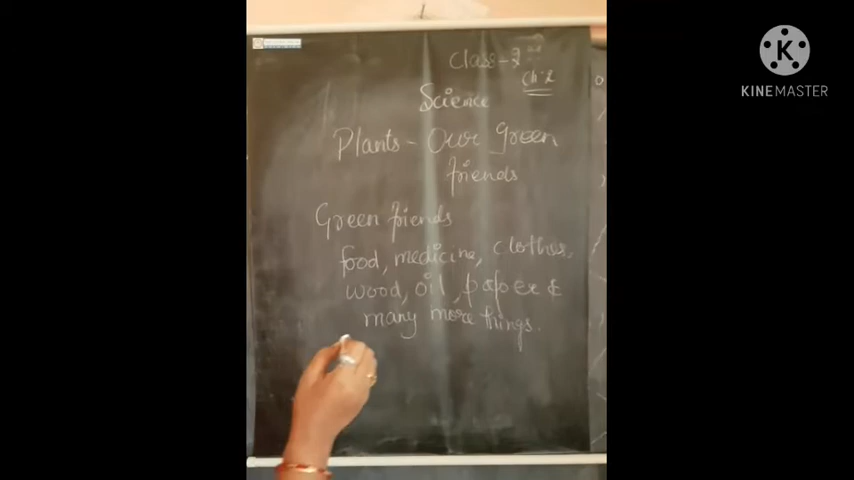 Class - 2
Ch-2
Science
Plants - Our green
friends
Green friends
food, medicine, clothes,
wood, oil, paper &
many more things.
KINEMASTER